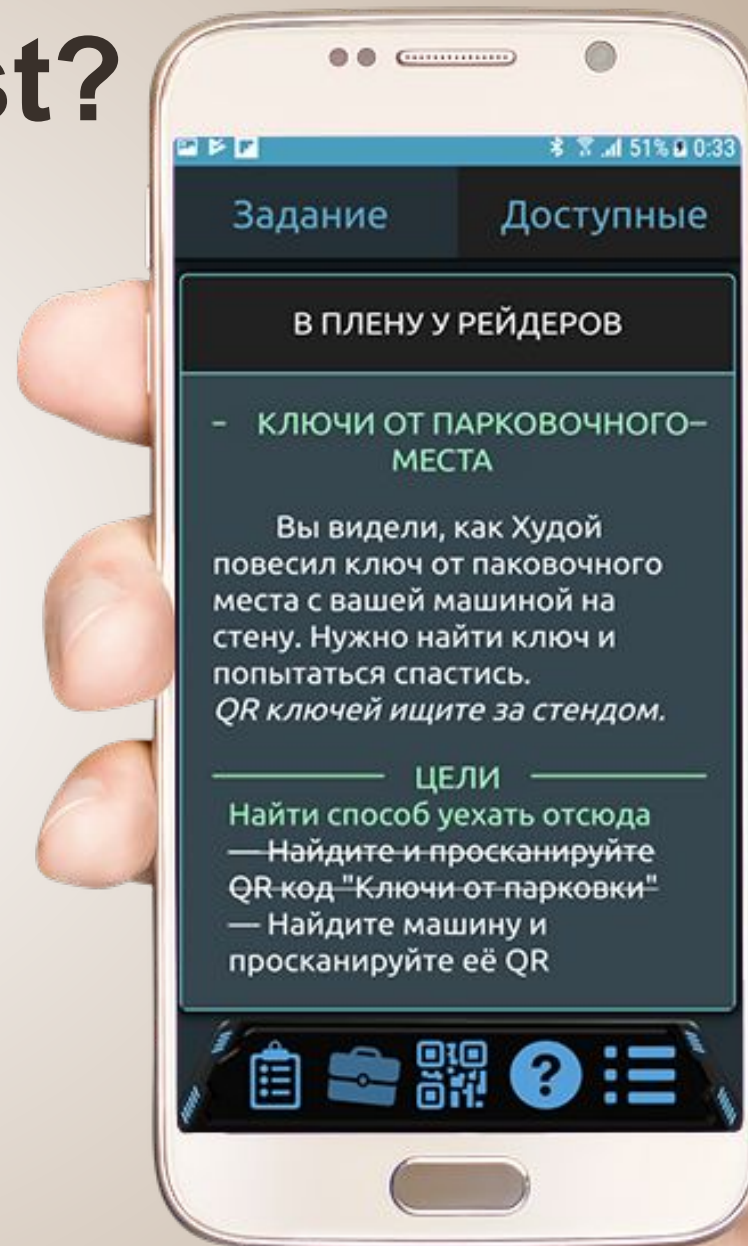 st?
51% 0:33
Задание Доступные
В ПЛЕНУ У РЕЙДЕРОВ
- КЛЮЧИ ОТ ПАРКОВОЧНОГО-
МЕСТА
Вы видели, как Худой
повесил ключ от паковочного
места с вашей машиной на
стену. Нужно найти ключ и
попытаться спастись.
QR ключей ищите за стендом.
ЦЕЛИ
Найти способ уехать отсюда
— Найдите и просканируйте
QR код "Ключи от парковки"
— Найдите машину и
просканируйте её QR
?